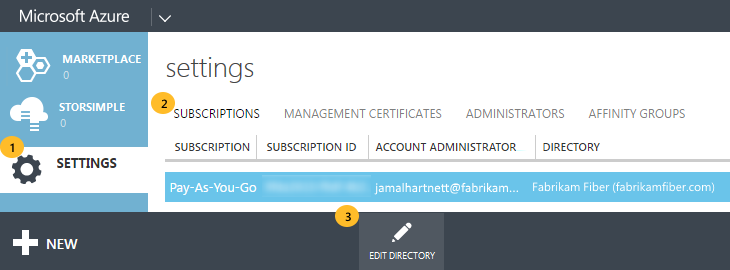 Microsoft Azure
MARKETPLACE
0
STORSIMPLE
0
1
SETTINGS
settings
2
SUBSCRIPTIONS MANAGEMENT CERTIFICATES ADMINISTRATORS AFFINITY GROUPS
SUBSCRIPTION SUBSCRIPTION ID ACCOUNT ADMINISTRATOR DIRECTORY
Pay-As-You-Go jamalhartnett@fabrikam... Fabrikam Fiber (fabrikamfiber.com)
NEW
3
EDIT DIRECTORY